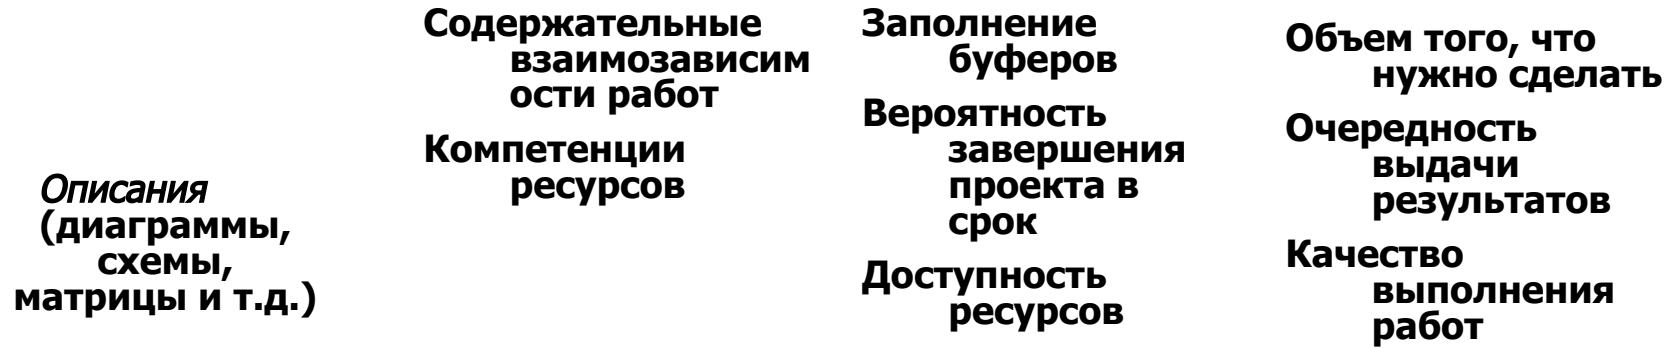 Описания
(диаграммы,
схемы,
матрицы и т.д.)
Содержательные
взаимозависим
ости работ
Компетенции
ресурсов
Заполнение
буферов
Вероятность
завершения
проекта в
срок
Доступность
ресурсов
Объем того, что
нужно сделать
Очередность
выдачи
результатов
Качество
выполнения
работ